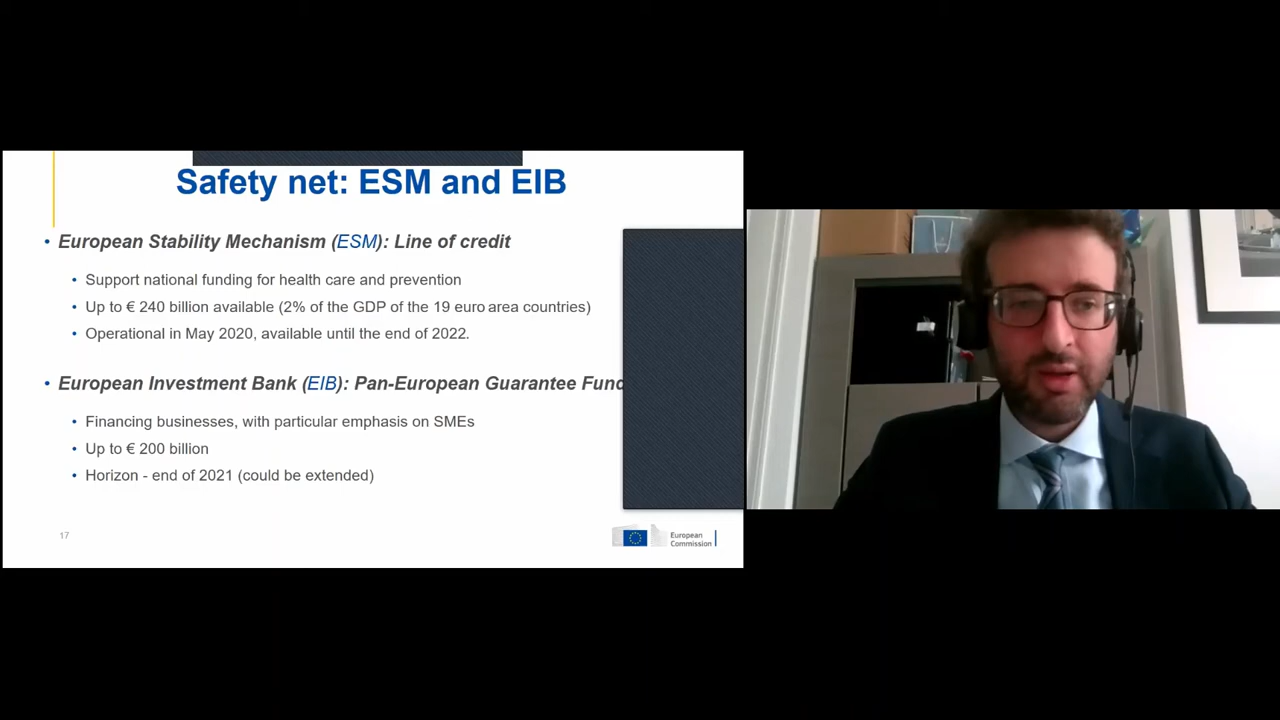 Safety net: ESM and EIB
• European Stability Mechanism (ESM): Line of credit
• Support national funding for health care and prevention
• Up to € 240 billion available (2% of the GDP of the 19 euro area countries)
• Operational in May 2020, available until the end of 2022.
• European Investment Bank (EIB): Pan-European Guarantee Fund
• Financing businesses, with particular emphasis on SMEs
• Up to € 200 billion
• Horizon - end of 2021 (could be extended)
17
European
Commission